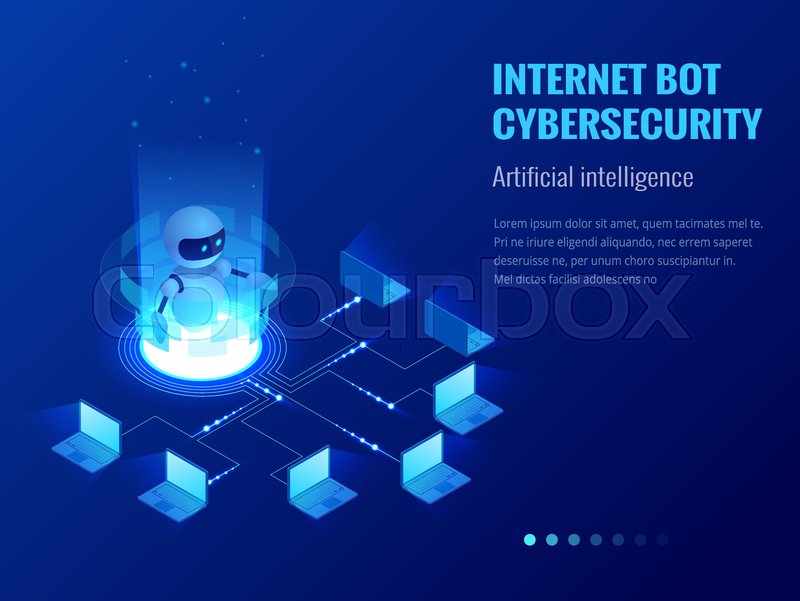 INTERNET BOT
CYBERSECURITY
Artificial intelligence
Lorem ipsum dolor sit amet, quem tacimates mel te.
Pri ne iriure eligendi aliquando, nec errem saperet
deseruisse ne, per unum choro suscipiantur in.
Mel dictas facilisi adolescens no
colourbox